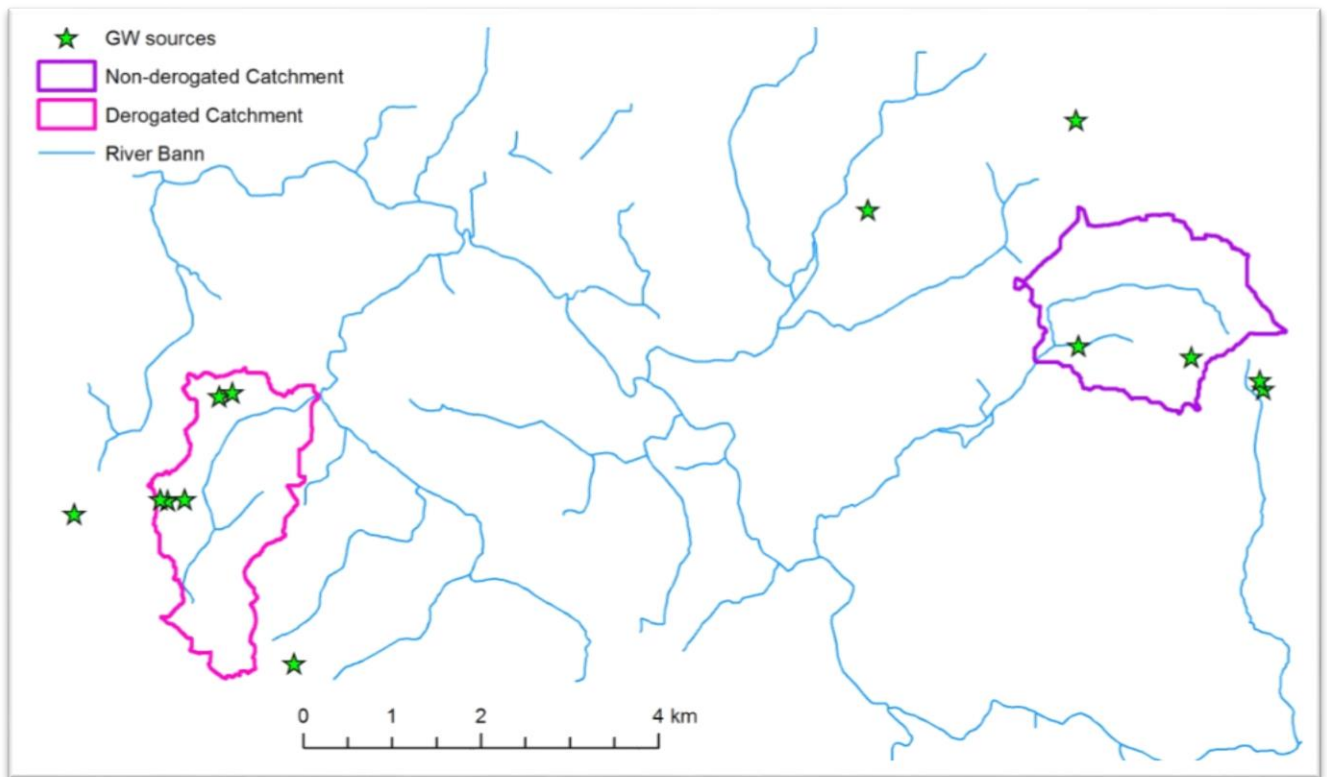 GW sources
Non-derogated Catchment
Derogated Catchment
River Bann
0 1 2 4 km